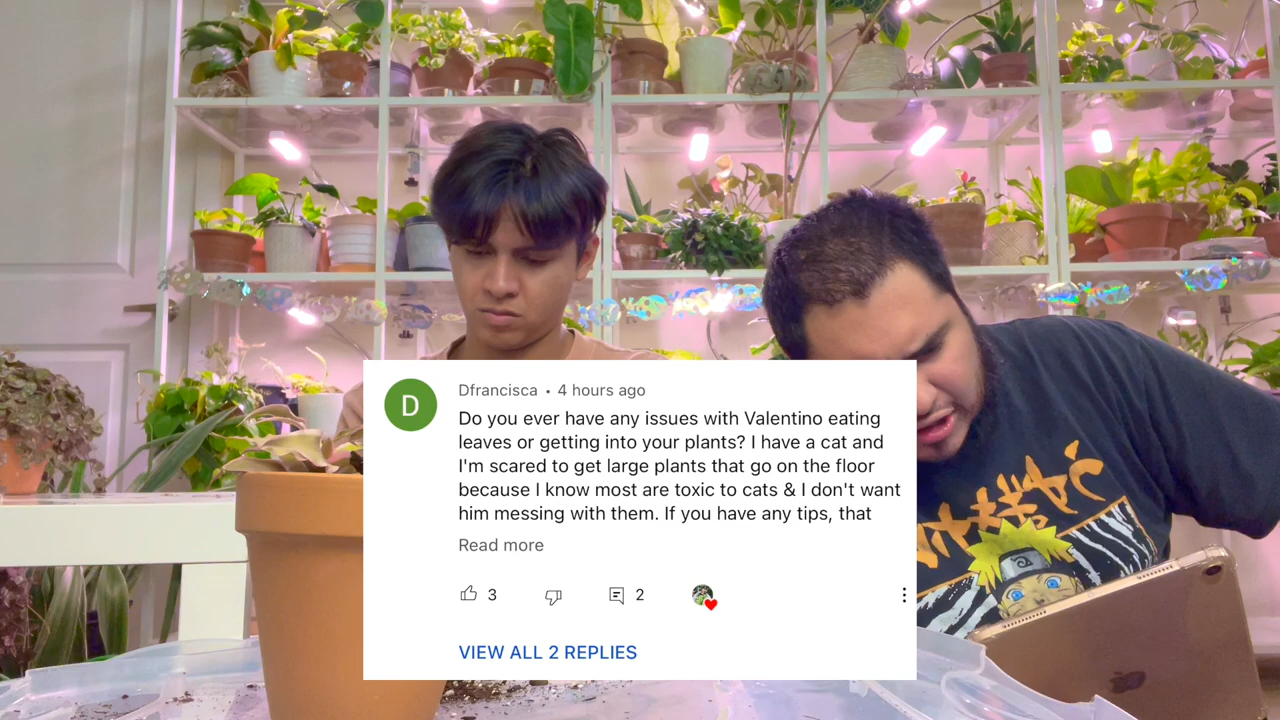 D
Dfrancisca • 4 hours ago
Do you ever have any issues with Valentino eating
leaves or getting into your plants? I have a cat and
I'm scared to get large plants that go on the floor
because I know most are toxic to cats & I don't want
him messing with them. If you have any tips, that
Read more
3
2
VIEW ALL 2 REPLIES